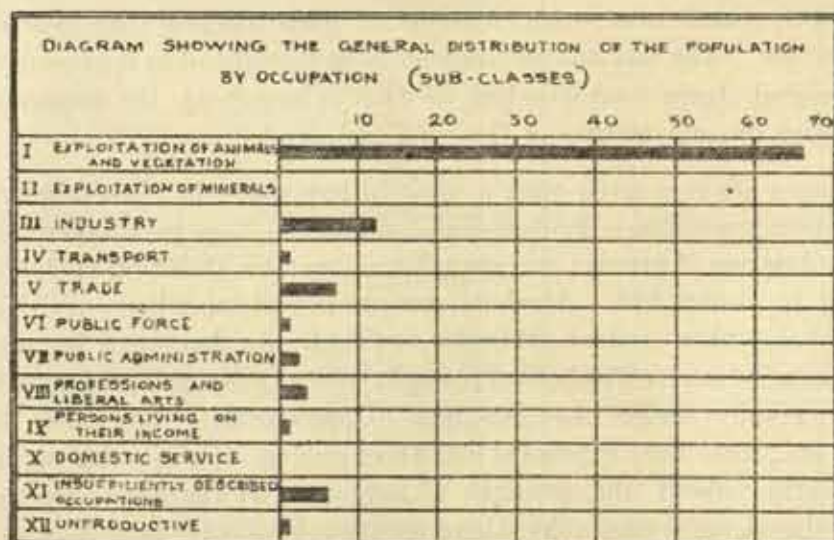 DIAGRAM SHOWING THE GENERAL DISTRIBUTION OF THE POPULATION
BY OCCUPATION (SUB-CLASSES)
10 20 30 40 50 60 70
I EXPLOITATION OF ANIMALS
AND VEGETATION
II EXPLOITATION OF MINERALS
III INDUSTRY
IV TRANSPORT
V TRADE
VI PUBLIC FORCE
VII PUBLIC ADMINISTRATION
VIII PROFESSIONS AND
LIBERAL ARTS
IX PERSONS LIVING ON
THEIR INCOME
X DOMESTIC SERVICE
XI INSUFFICIENTLY DESCRIBED
OCCUPATIONS
XII UNPRODUCTIVE